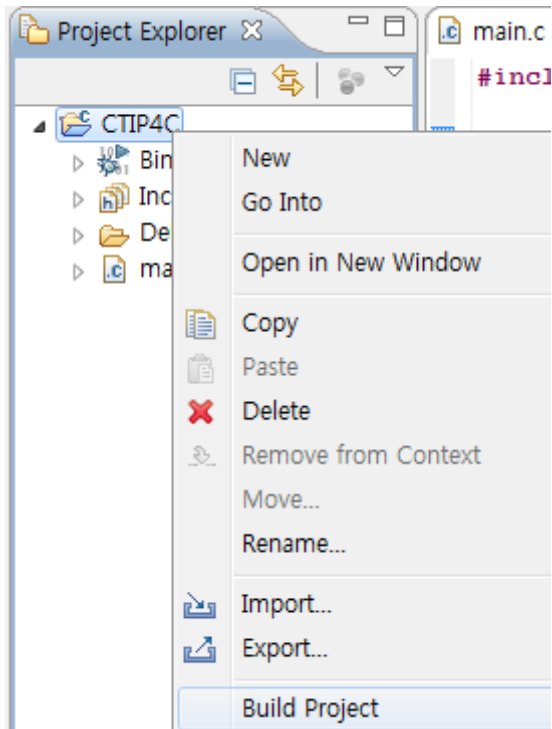 Project Explorer
main.c
#incl
CTIP4C
Bin
Inc
De
ma
New
Go Into
Open in New Window
Copy
Paste
Delete
Remove from Context
Move...
Rename...
Import...
Export...
Build Project